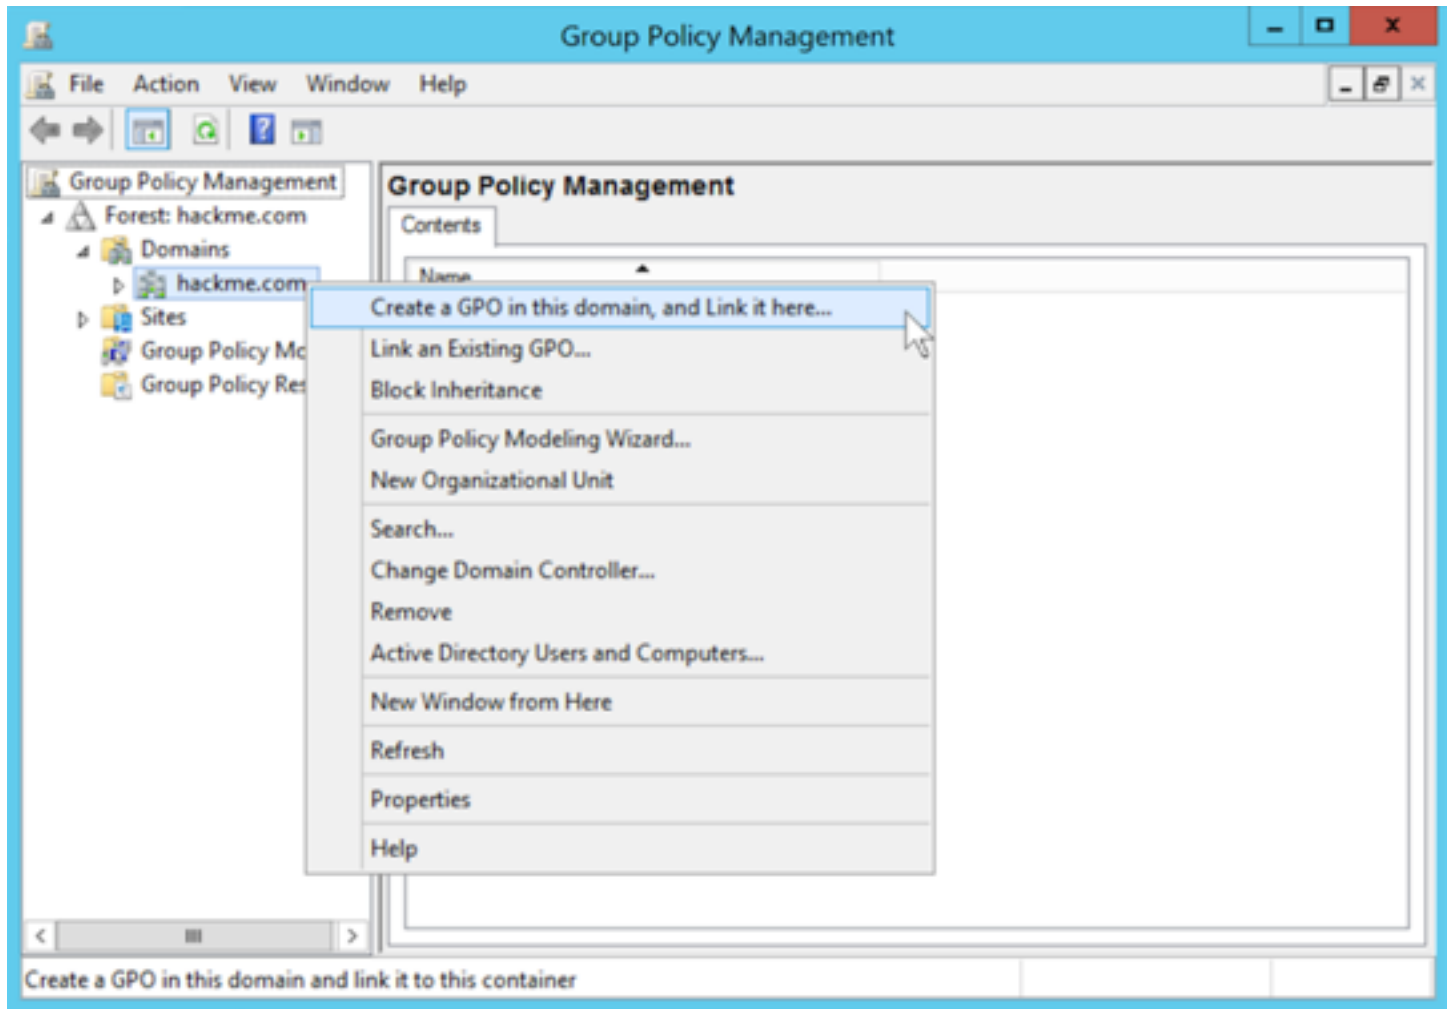 Group Policy Management
File Action View Window Help
Group Policy Management
Forest: hackme.com
Domains
hackme.com
Sites
Group Policy Mo
Group Policy Res
Group Policy Management
Contents
Name
Create a GPO in this domain, and Link it here...
Link an Existing GPO...
Block Inheritance
Group Policy Modeling Wizard...
New Organizational Unit
Search...
Change Domain Controller...
Remove
Active Directory Users and Computers...
New Window from Here
Refresh
Properties
Help
Create a GPO in this domain and link it to this container